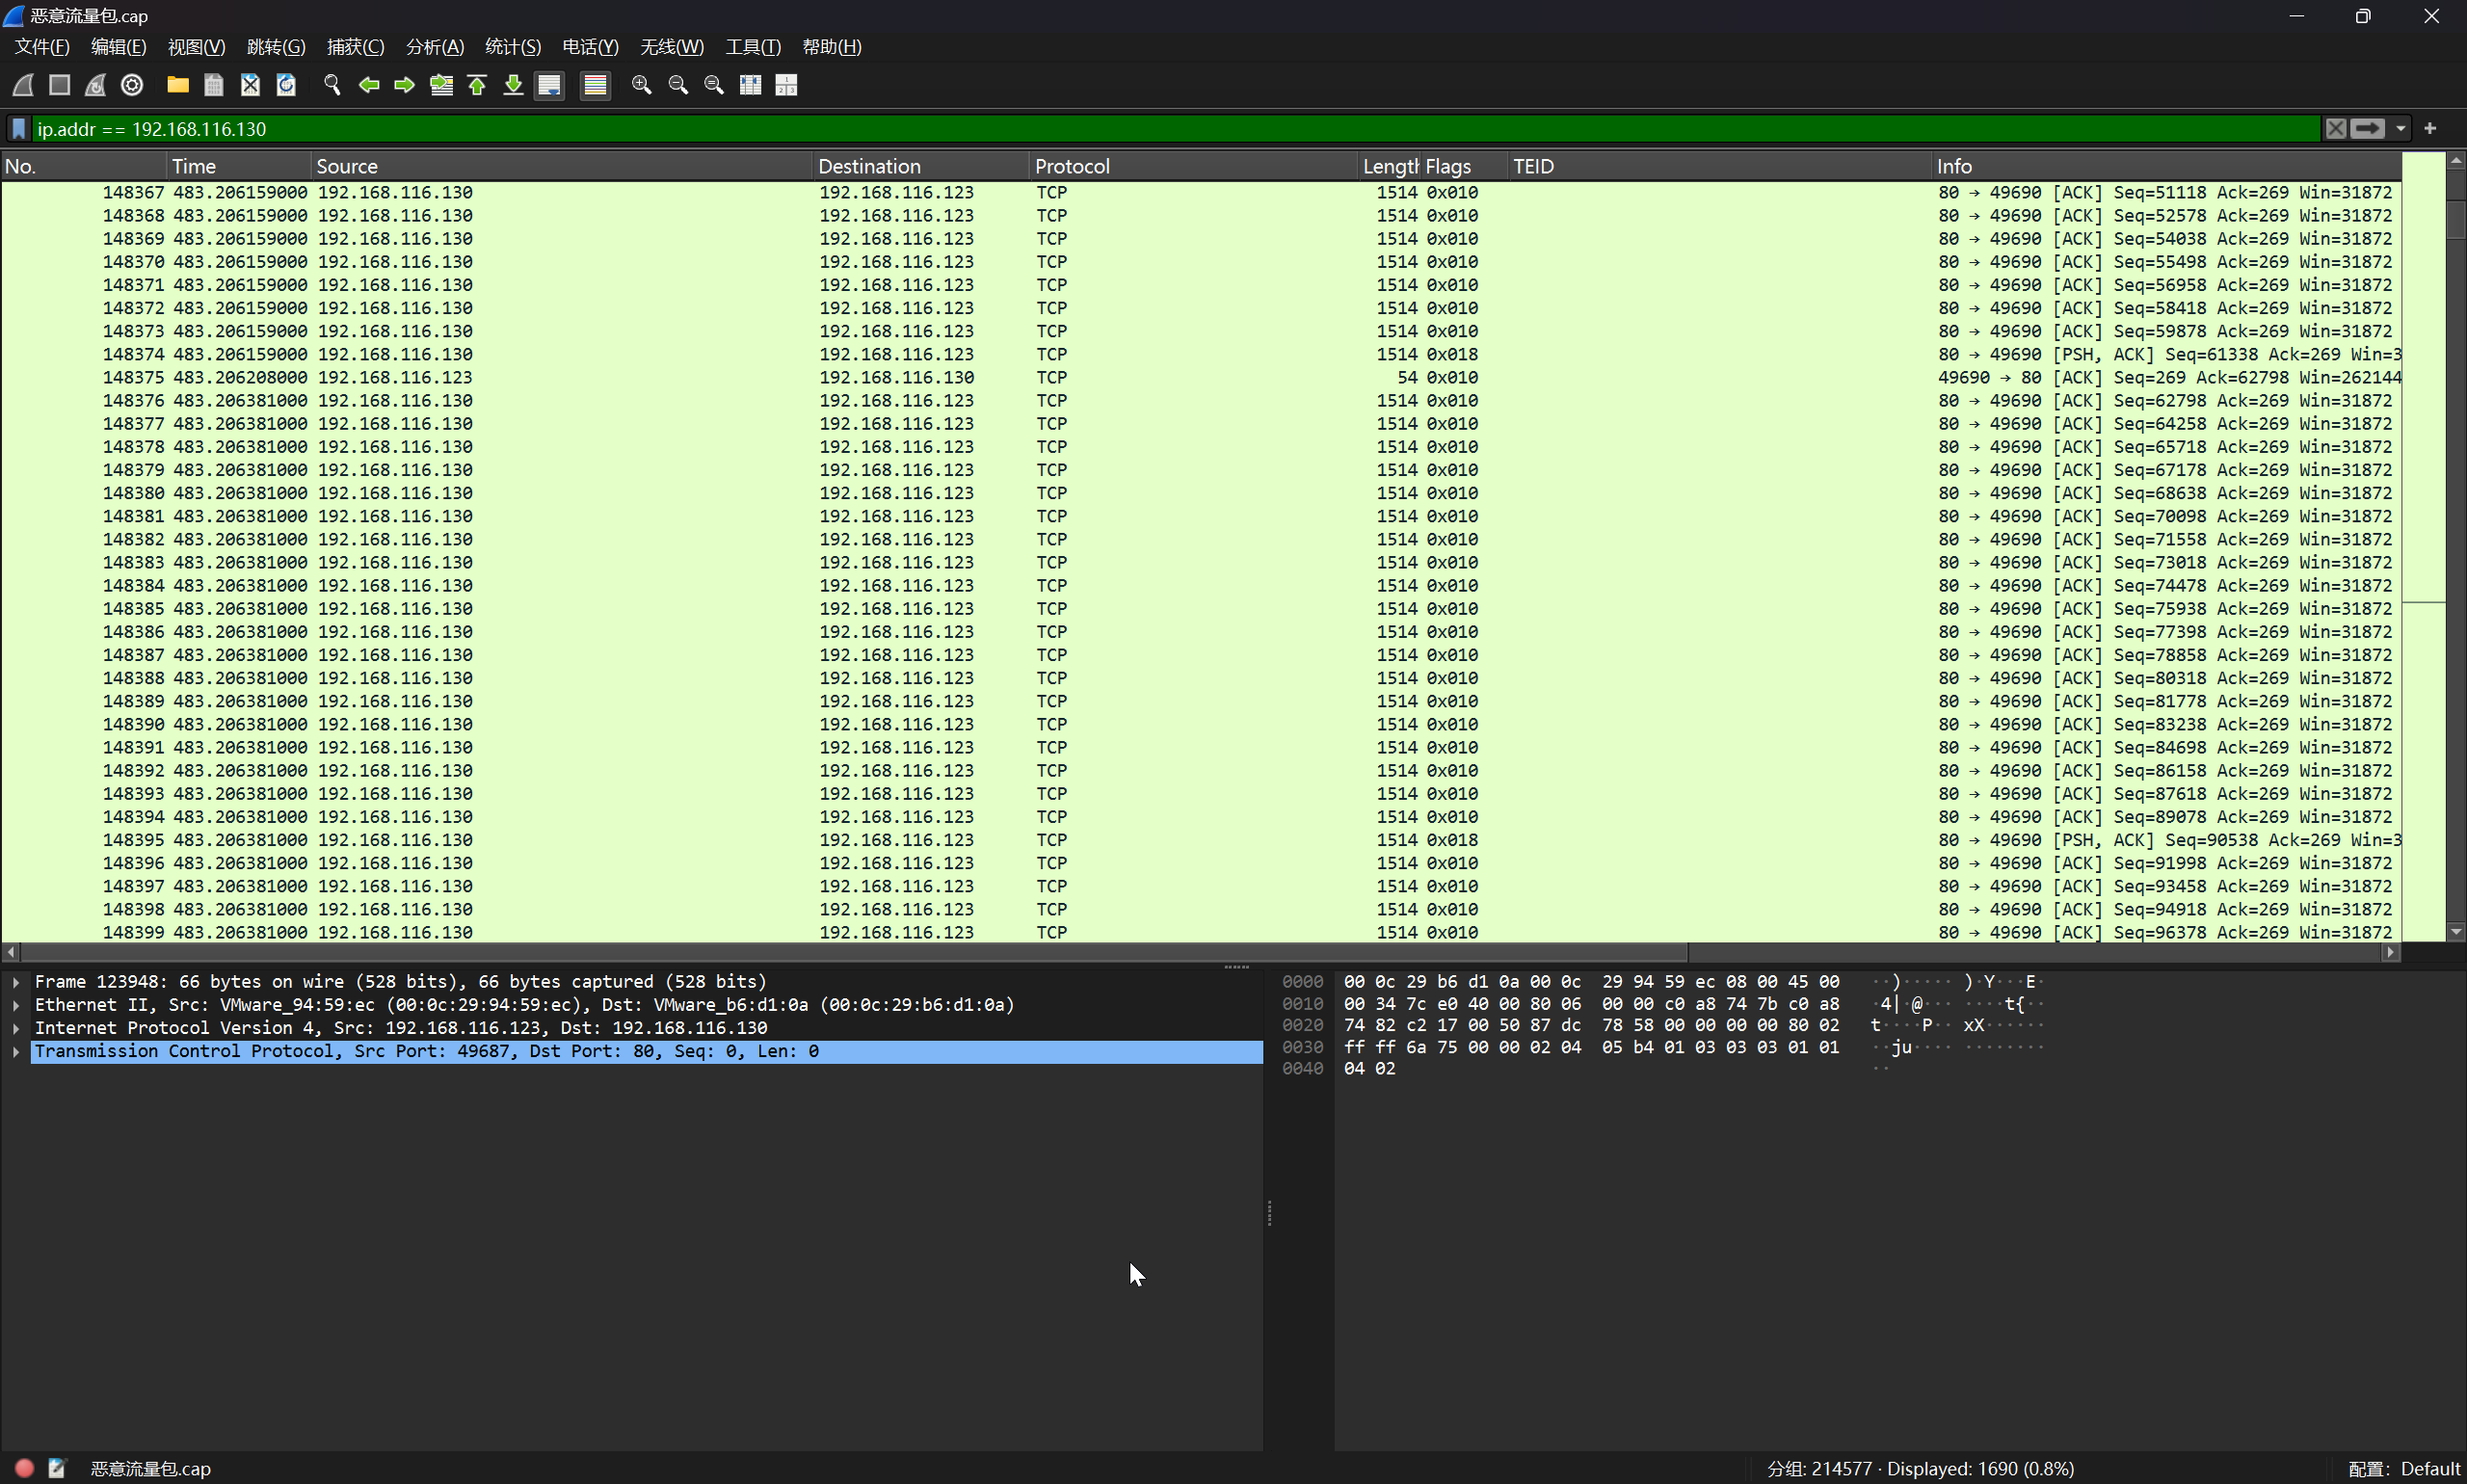 恶意流量包.cap
文件(F) 编辑(E) 视图(V) 跳转(G) 捕获(C) 分析(A) 统计(S) 电话(Y) 无线(W) 工具(T) 帮助(H)
ip.addr == 192.168.116.130
No. Time Source Destination Protocol Lengtl Flags TEID Info
148367 483.206159000 192.168.116.130 192.168.116.123 TCP 1514 0x010 80 → 49690 [ACK] Seq=51118 Ack=269 Win=31872
148368 483.206159000 192.168.116.130 192.168.116.123 TCP 1514 0x010 80 → 49690 [ACK] Seq=52578 Ack=269 Win=31872
148369 483.206159000 192.168.116.130 192.168.116.123 TCP 1514 0x010 80 → 49690 [ACK] Seq=54038 Ack=269 Win=31872
148370 483.206159000 192.168.116.130 192.168.116.123 TCP 1514 0x010 80 → 49690 [ACK] Seq=55498 Ack=269 Win=31872
148371 483.206159000 192.168.116.130 192.168.116.123 TCP 1514 0x010 80 → 49690 [ACK] Seq=56958 Ack=269 Win=31872
148372 483.206159000 192.168.116.130 192.168.116.123 TCP 1514 0x010 80 → 49690 [ACK] Seq=58418 Ack=269 Win=31872
148373 483.206159000 192.168.116.130 192.168.116.123 TCP 1514 0x010 80 → 49690 [ACK] Seq=59878 Ack=269 Win=31872
148374 483.206159000 192.168.116.130 192.168.116.123 TCP 1514 0x018 80 → 49690 [PSH, ACK] Seq=61338 Ack=269 Win=3
148375 483.206208000 192.168.116.123 192.168.116.130 TCP 54 0x010 49690 → 80 [ACK] Seq=269 Ack=62798 Win=262144
148376 483.206381000 192.168.116.130 192.168.116.123 TCP 1514 0x010 80 → 49690 [ACK] Seq=62798 Ack=269 Win=31872
148377 483.206381000 192.168.116.130 192.168.116.123 TCP 1514 0x010 80 → 49690 [ACK] Seq=64258 Ack=269 Win=31872
148378 483.206381000 192.168.116.130 192.168.116.123 TCP 1514 0x010 80 → 49690 [ACK] Seq=65718 Ack=269 Win=31872
148379 483.206381000 192.168.116.130 192.168.116.123 TCP 1514 0x010 80 → 49690 [ACK] Seq=67178 Ack=269 Win=31872
148380 483.206381000 192.168.116.130 192.168.116.123 TCP 1514 0x010 80 → 49690 [ACK] Seq=68638 Ack=269 Win=31872
148381 483.206381000 192.168.116.130 192.168.116.123 TCP 1514 0x010 80 → 49690 [ACK] Seq=70098 Ack=269 Win=31872
148382 483.206381000 192.168.116.130 192.168.116.123 TCP 1514 0x010 80 → 49690 [ACK] Seq=71558 Ack=269 Win=31872
148383 483.206381000 192.168.116.130 192.168.116.123 TCP 1514 0x010 80 → 49690 [ACK] Seq=73018 Ack=269 Win=31872
148384 483.206381000 192.168.116.130 192.168.116.123 TCP 1514 0x010 80 → 49690 [ACK] Seq=74478 Ack=269 Win=31872
148385 483.206381000 192.168.116.130 192.168.116.123 TCP 1514 0x010 80 → 49690 [ACK] Seq=75938 Ack=269 Win=31872
148386 483.206381000 192.168.116.130 192.168.116.123 TCP 1514 0x010 80 → 49690 [ACK] Seq=77398 Ack=269 Win=31872
148387 483.206381000 192.168.116.130 192.168.116.123 TCP 1514 0x010 80 → 49690 [ACK] Seq=78858 Ack=269 Win=31872
148388 483.206381000 192.168.116.130 192.168.116.123 TCP 1514 0x010 80 → 49690 [ACK] Seq=80318 Ack=269 Win=31872
148389 483.206381000 192.168.116.130 192.168.116.123 TCP 1514 0x010 80 → 49690 [ACK] Seq=81778 Ack=269 Win=31872
148390 483.206381000 192.168.116.130 192.168.116.123 TCP 1514 0x010 80 → 49690 [ACK] Seq=83238 Ack=269 Win=31872
148391 483.206381000 192.168.116.130 192.168.116.123 TCP 1514 0x010 80 → 49690 [ACK] Seq=84698 Ack=269 Win=31872
148392 483.206381000 192.168.116.130 192.168.116.123 TCP 1514 0x010 80 → 49690 [ACK] Seq=86158 Ack=269 Win=31872
148393 483.206381000 192.168.116.130 192.168.116.123 TCP 1514 0x010 80 → 49690 [ACK] Seq=87618 Ack=269 Win=31872
148394 483.206381000 192.168.116.130 192.168.116.123 TCP 1514 0x010 80 → 49690 [ACK] Seq=89078 Ack=269 Win=31872
148395 483.206381000 192.168.116.130 192.168.116.123 TCP 1514 0x018 80 → 49690 [PSH, ACK] Seq=90538 Ack=269 Win=3
148396 483.206381000 192.168.116.130 192.168.116.123 TCP 1514 0x010 80 → 49690 [ACK] Seq=91998 Ack=269 Win=31872
148397 483.206381000 192.168.116.130 192.168.116.123 TCP 1514 0x010 80 → 49690 [ACK] Seq=93458 Ack=269 Win=31872
148398 483.206381000 192.168.116.130 192.168.116.123 TCP 1514 0x010 80 → 49690 [ACK] Seq=94918 Ack=269 Win=31872
148399 483.206381000 192.168.116.130 192.168.116.123 TCP 1514 0x010 80 → 49690 [ACK] Seq=96378 Ack=269 Win=31872
Frame 123948: 66 bytes on wire (528 bits), 66 bytes captured (528 bits)
Ethernet II, Src: VMware_94:59:ec (00:0c:29:94:59:ec), Dst: VMware_b6:d1:0a (00:0c:29:b6:d1:0a)
Internet Protocol Version 4, Src: 192.168.116.123, Dst: 192.168.116.130
Transmission Control Protocol, Src Port: 49687, Dst Port: 80, Seq: 0, Len: 0
0000 00 0c 29 b6 d1 0a 00 0c 29 94 59 ec 08 00 45 00 ··)····· )·Y···E·
0010 00 34 7c e0 40 00 80 06 00 00 c0 a8 74 7b c0 a8 ·4|·@··· ····t{··
0020 74 82 c2 17 00 50 87 dc 78 58 00 00 00 00 80 02 t····P·· xX······
0030 ff ff 6a 75 00 00 02 04 05 b4 01 03 03 03 01 01 ··ju···· ········
0040 04 02 ··
恶意流量包.cap 分组: 214577 · Displayed: 1690 (0.8%) 配置: Default